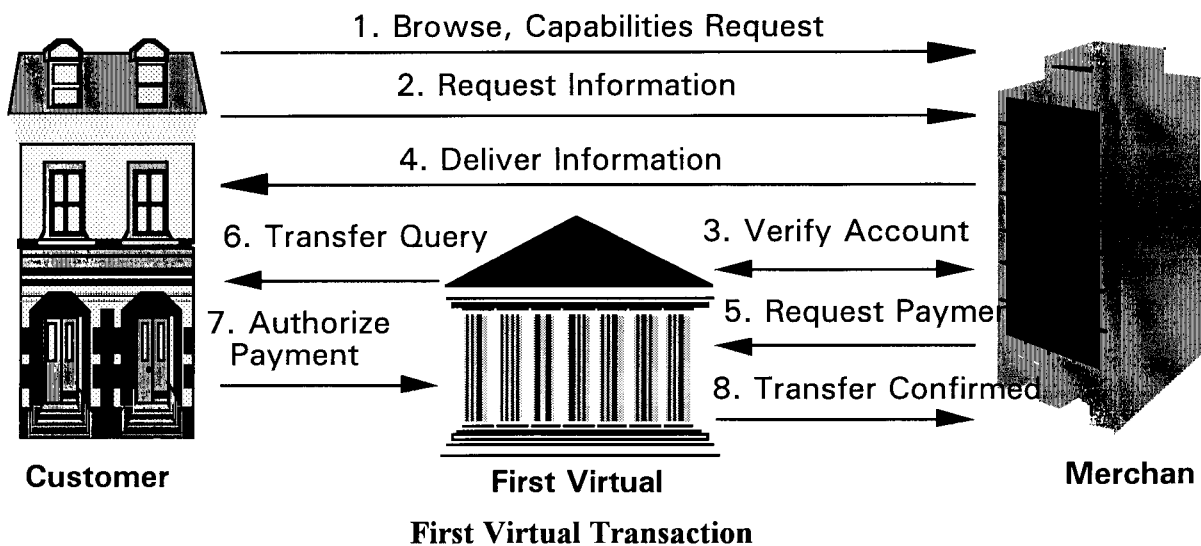 1. Browse, Capabilities Request
2. Request Information
4. Deliver Information
6. Transfer Query
3. Verify Account
7. Authorize
Payment
5. Request Paymer
8. Transfer Confirmed
Customer
First Virtual
Merchan
First Virtual Transaction